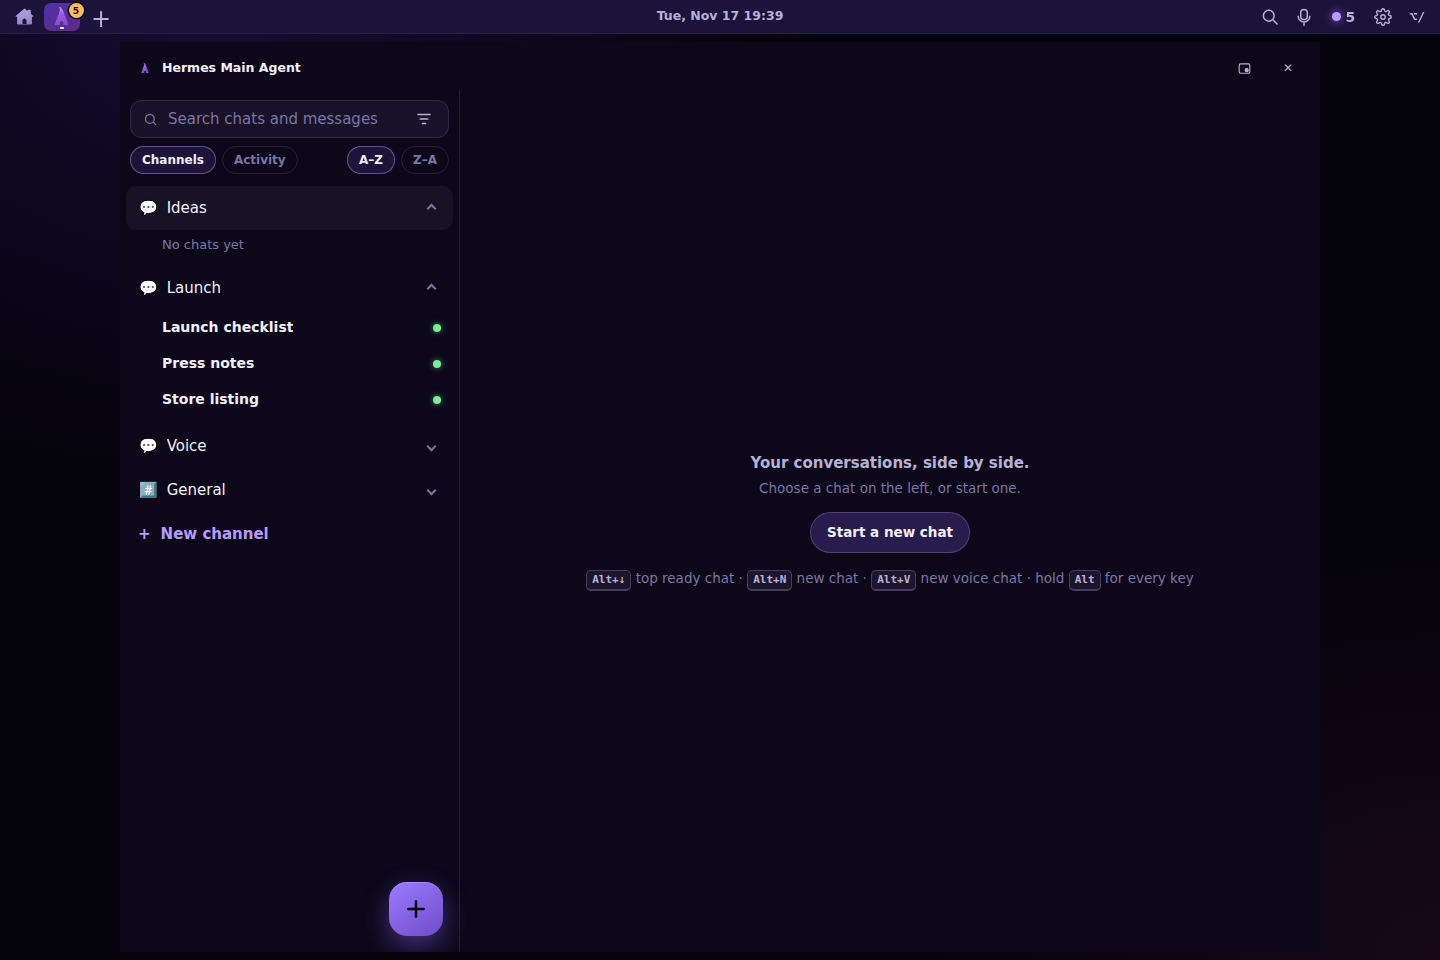 5
Tue, Nov 17 19:39
5
⌥/
Hermes Main Agent
×
Search chats and messages
Channels Activity A–Z Z–A
💬 Ideas
No chats yet
💬 Launch
Launch checklist
Press notes
Store listing
💬 Voice
#️⃣ General
+ New channel
Your conversations, side by side.
Choose a chat on the left, or start one.
Start a new chat
Alt+↓ top ready chat · Alt+N new chat · Alt+V new voice chat · hold Alt for every key